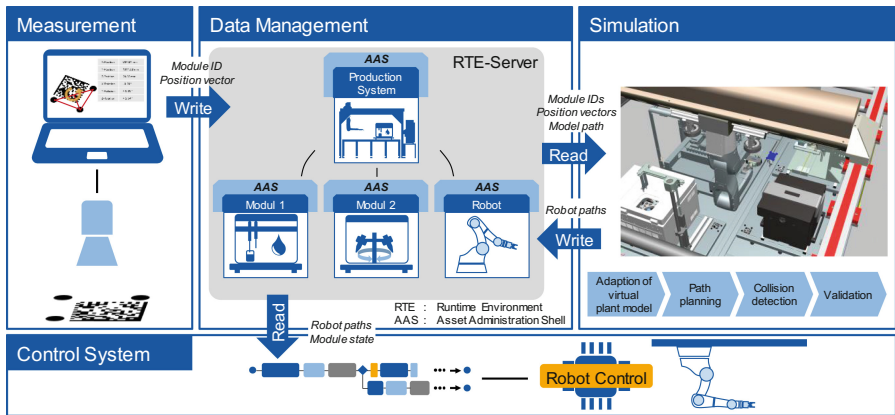 Measurement
Data Management
Simulation
Module ID
Position vector
Write
AAS
Production
System
RTE-Server
AAS
Modul 1
AAS
Modul 2
AAS
Robot
Module IDs
Position vectors
Model path
Read
Robot paths
Write
Adaption of
virtual
plant model
Path
planning
Collision
detection
Validation
Read
Robot paths
Module state
RTE : Runtime Environment
AAS : Asset Administration Shell
Control System
Robot Control